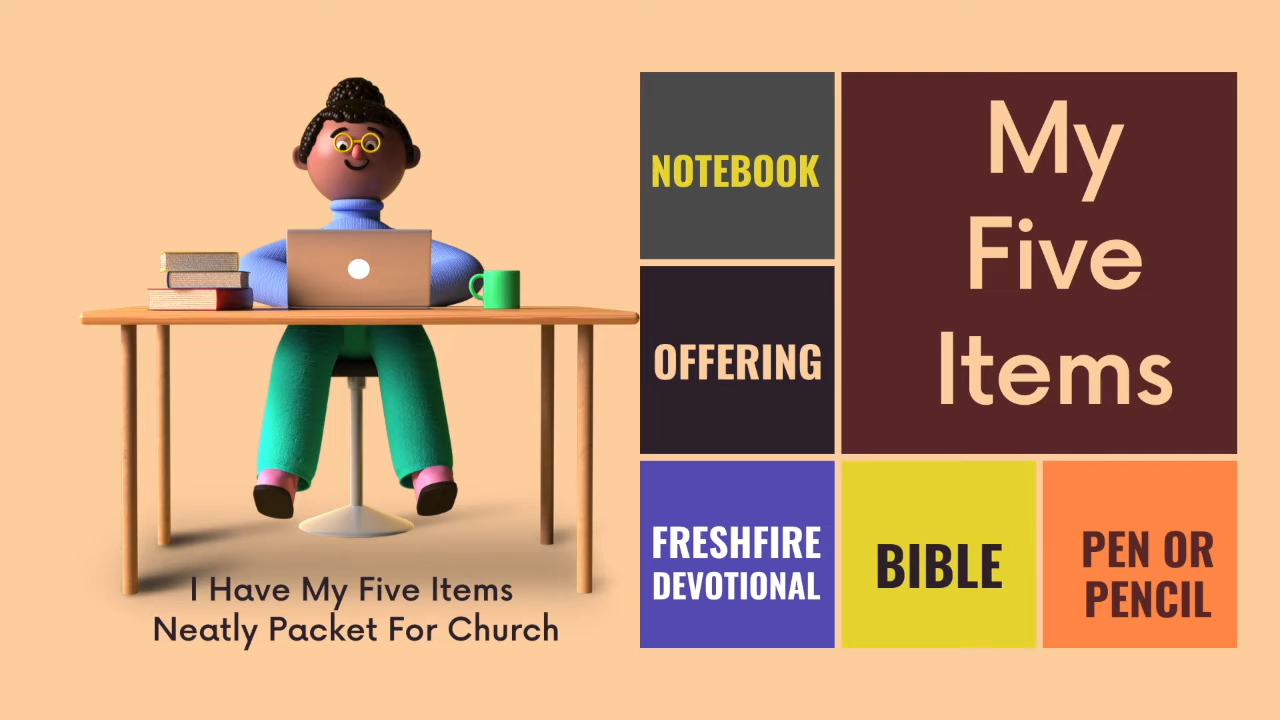 NOTEBOOK
My
Five
Items
OFFERING
FRESHFIRE
DEVOTIONAL
BIBLE
PEN OR
PENCIL
I Have My Five Items
Neatly Packet For Church